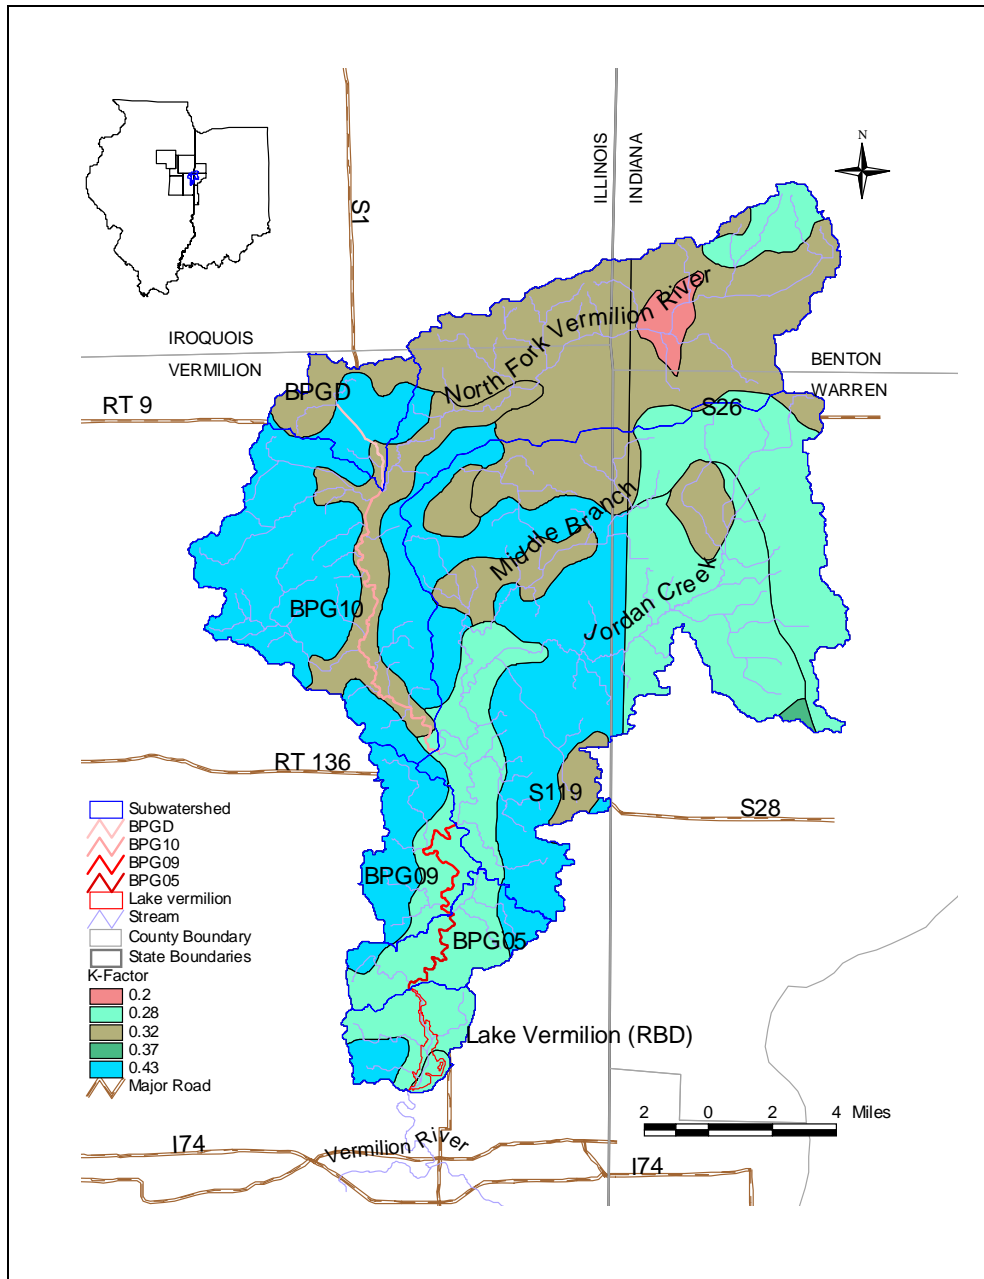 N
ILLINOIS
INDIANA
S1
North Fork Vermilion River
IROQUOIS
VERMILION
BENTON
WARREN
BPGD
RT 9
S26
Middle Branch
Jordan Creek
BPG10
RT 136
S119
S28
Subwatershed
BPGD
BPG10
BPG09
BPG05
Lake vermilion
Stream
County Boundary
State Boundaries
K-Factor
0.2
0.28
0.32
0.37
0.43
Major Road
BPG09
BPG05
Lake Vermilion (RBD)
2 0 2 4 Miles
I74
Vermilion River
I74